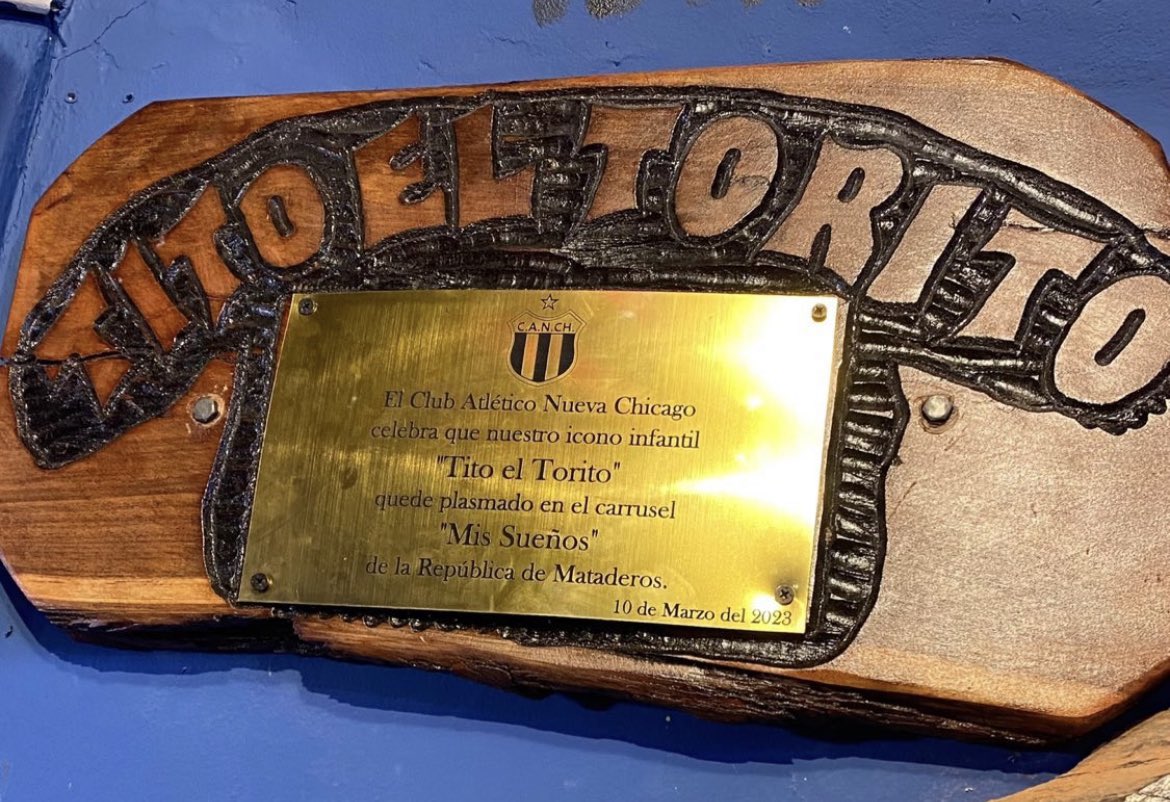 TITO EL TORITO
C.A.N.CH.
El Club Atlético Nueva Chicago
celebra que nuestro icono infantil
"Tito el Torito"
quede plasmado en el carrusel
"Mis Sueños"
de la República de Mataderos.
10 de Marzo del 2023